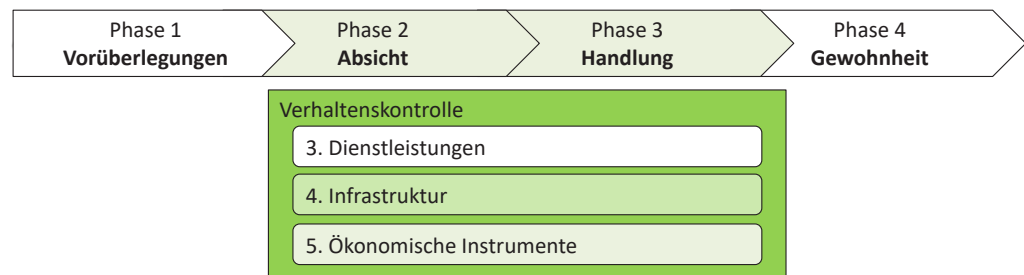 Phase 1
Vorüberlegungen
Phase 2
Absicht
Phase 3
Handlung
Phase 4
Gewohnheit
Verhaltenskontrolle
3. Dienstleistungen
4. Infrastruktur
5. Ökonomische Instrumente